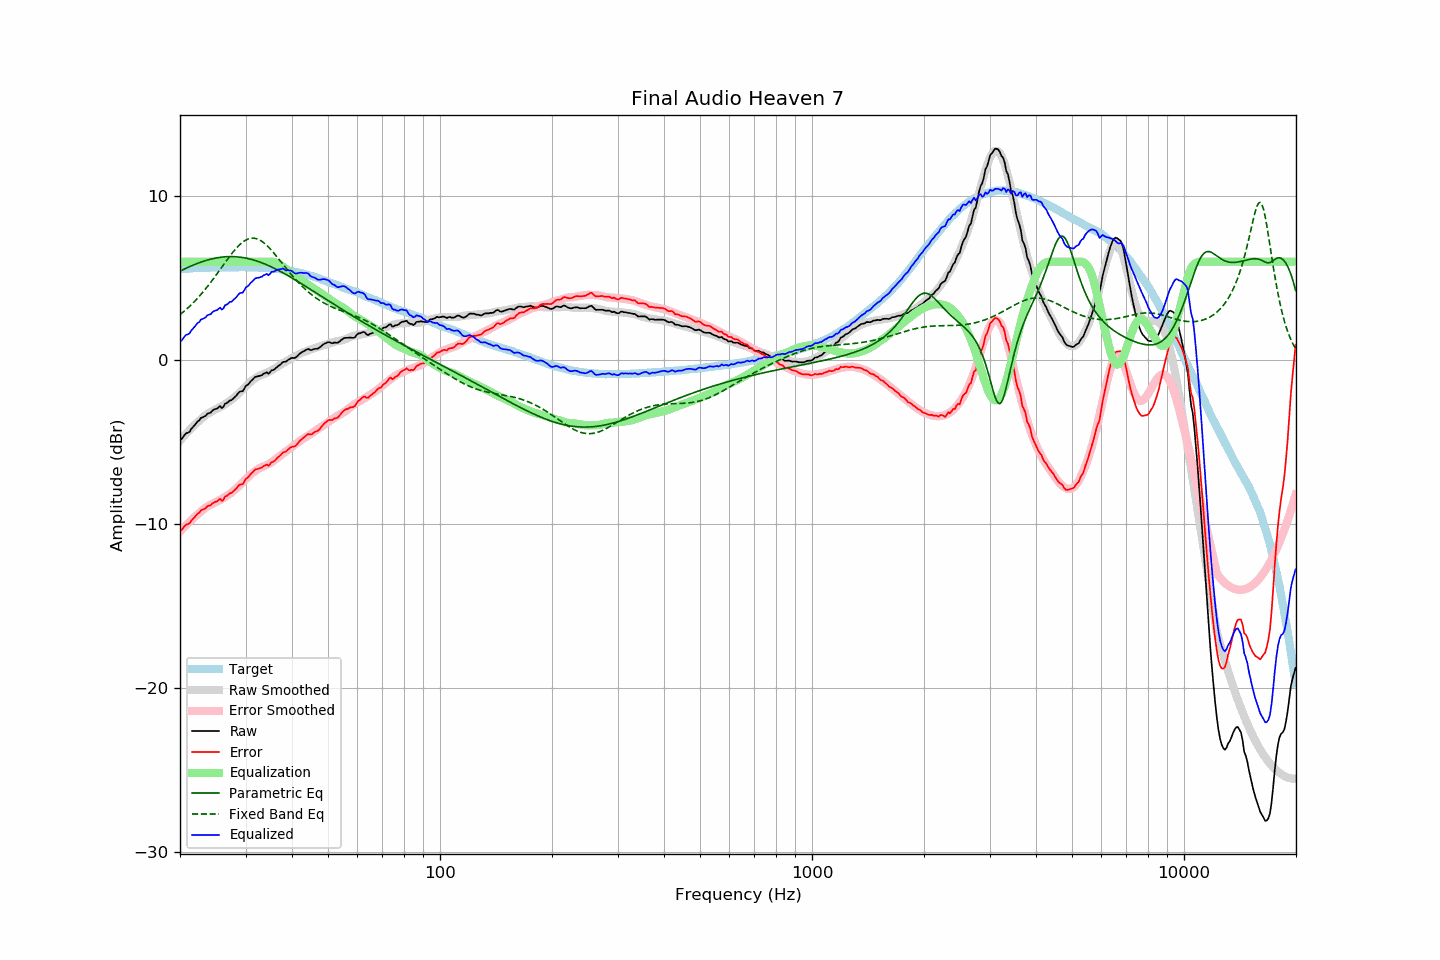 Final Audio Heaven 7
Amplitude (dBr)
10
0
−10
−20
−30
Target
Raw Smoothed
Error Smoothed
Raw
Error
Equalization
Parametric Eq
Fixed Band Eq
Equalized
100 1000 10000
Frequency (Hz)